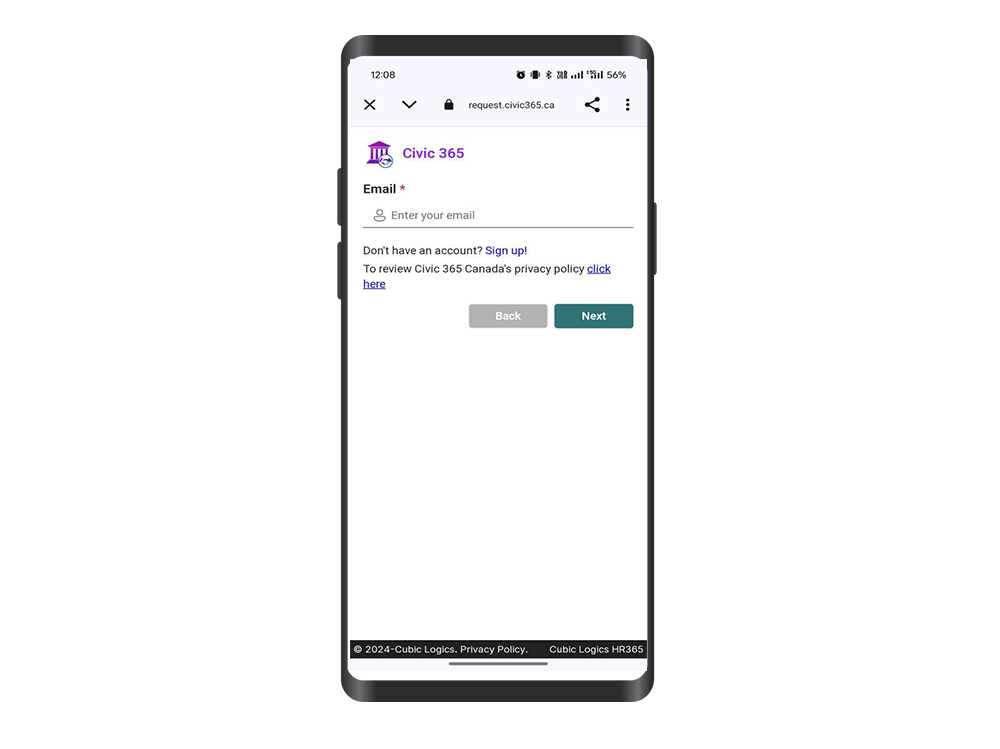 12:08
56%
request.civic365.ca
Civic 365
Email *
Enter your email
Don't have an account? Sign up!
To review Civic 365 Canada's privacy policy click
here
Back Next
© 2024-Cubic Logics. Privacy Policy. Cubic Logics HR365